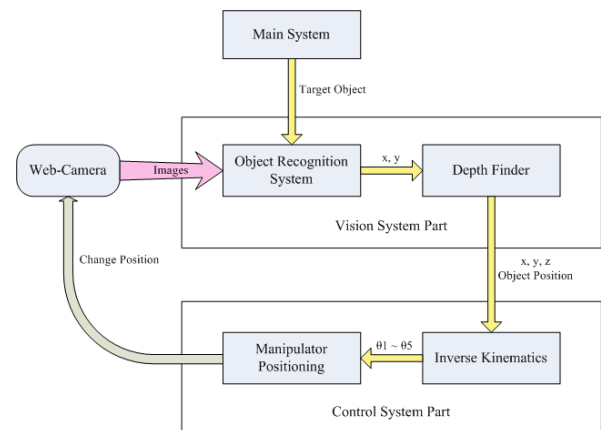 Main System
Target Object
Web-Camera
Images
Object Recognition
System
x, y
Depth Finder
Vision System Part
Change Position
x, y, z
Object Position
Manipulator
Positioning
θ1 ~ θ5
Inverse Kinematics
Control System Part